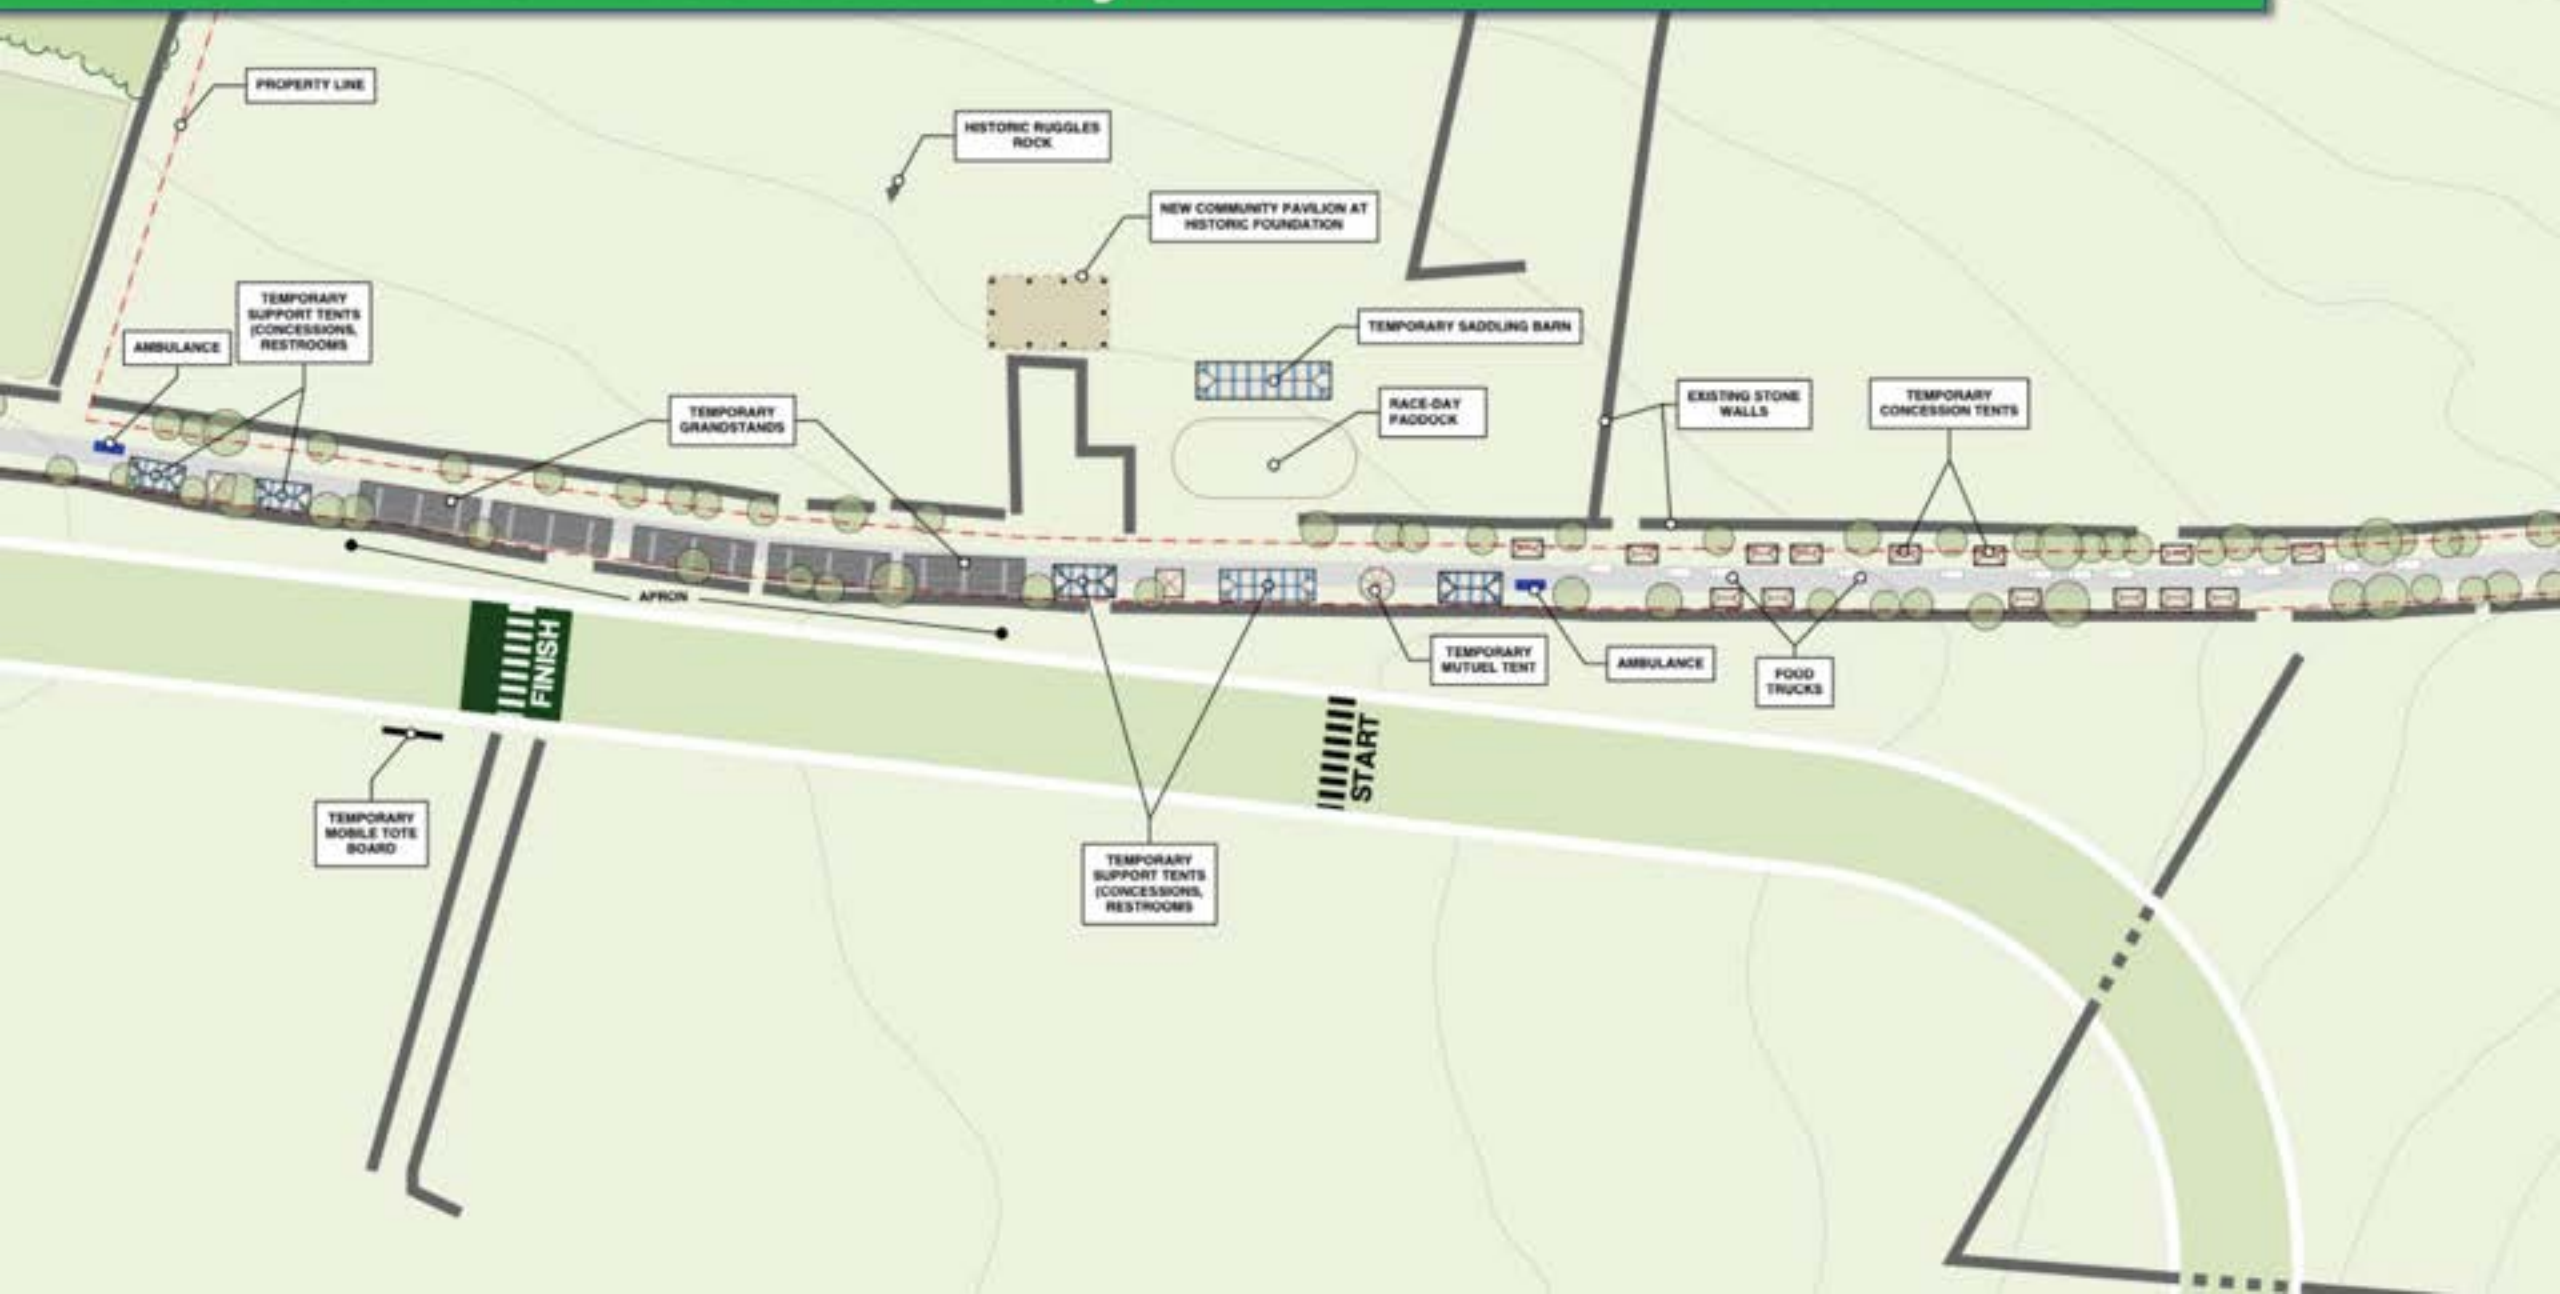 PROPERTY LINE
HISTORIC RUGGLES
ROCK
NEW COMMUNITY PAVILION AT
HISTORIC FOUNDATION
TEMPORARY
SUPPORT TENTS
(CONCESSIONS,
RESTROOMS
AMBULANCE
TEMPORARY SADDLING BARN
TEMPORARY
GRANDSTANDS
RACE-DAY
PADDOCK
EXISTING STONE
WALLS
TEMPORARY
CONCESSION TENTS
APRON
FINISH
TEMPORARY
MUTUEL TENT
AMBULANCE
FOOD
TRUCKS
START
TEMPORARY
MOBILE TOTE
BOARD
TEMPORARY
SUPPORT TENTS
(CONCESSIONS,
RESTROOMS